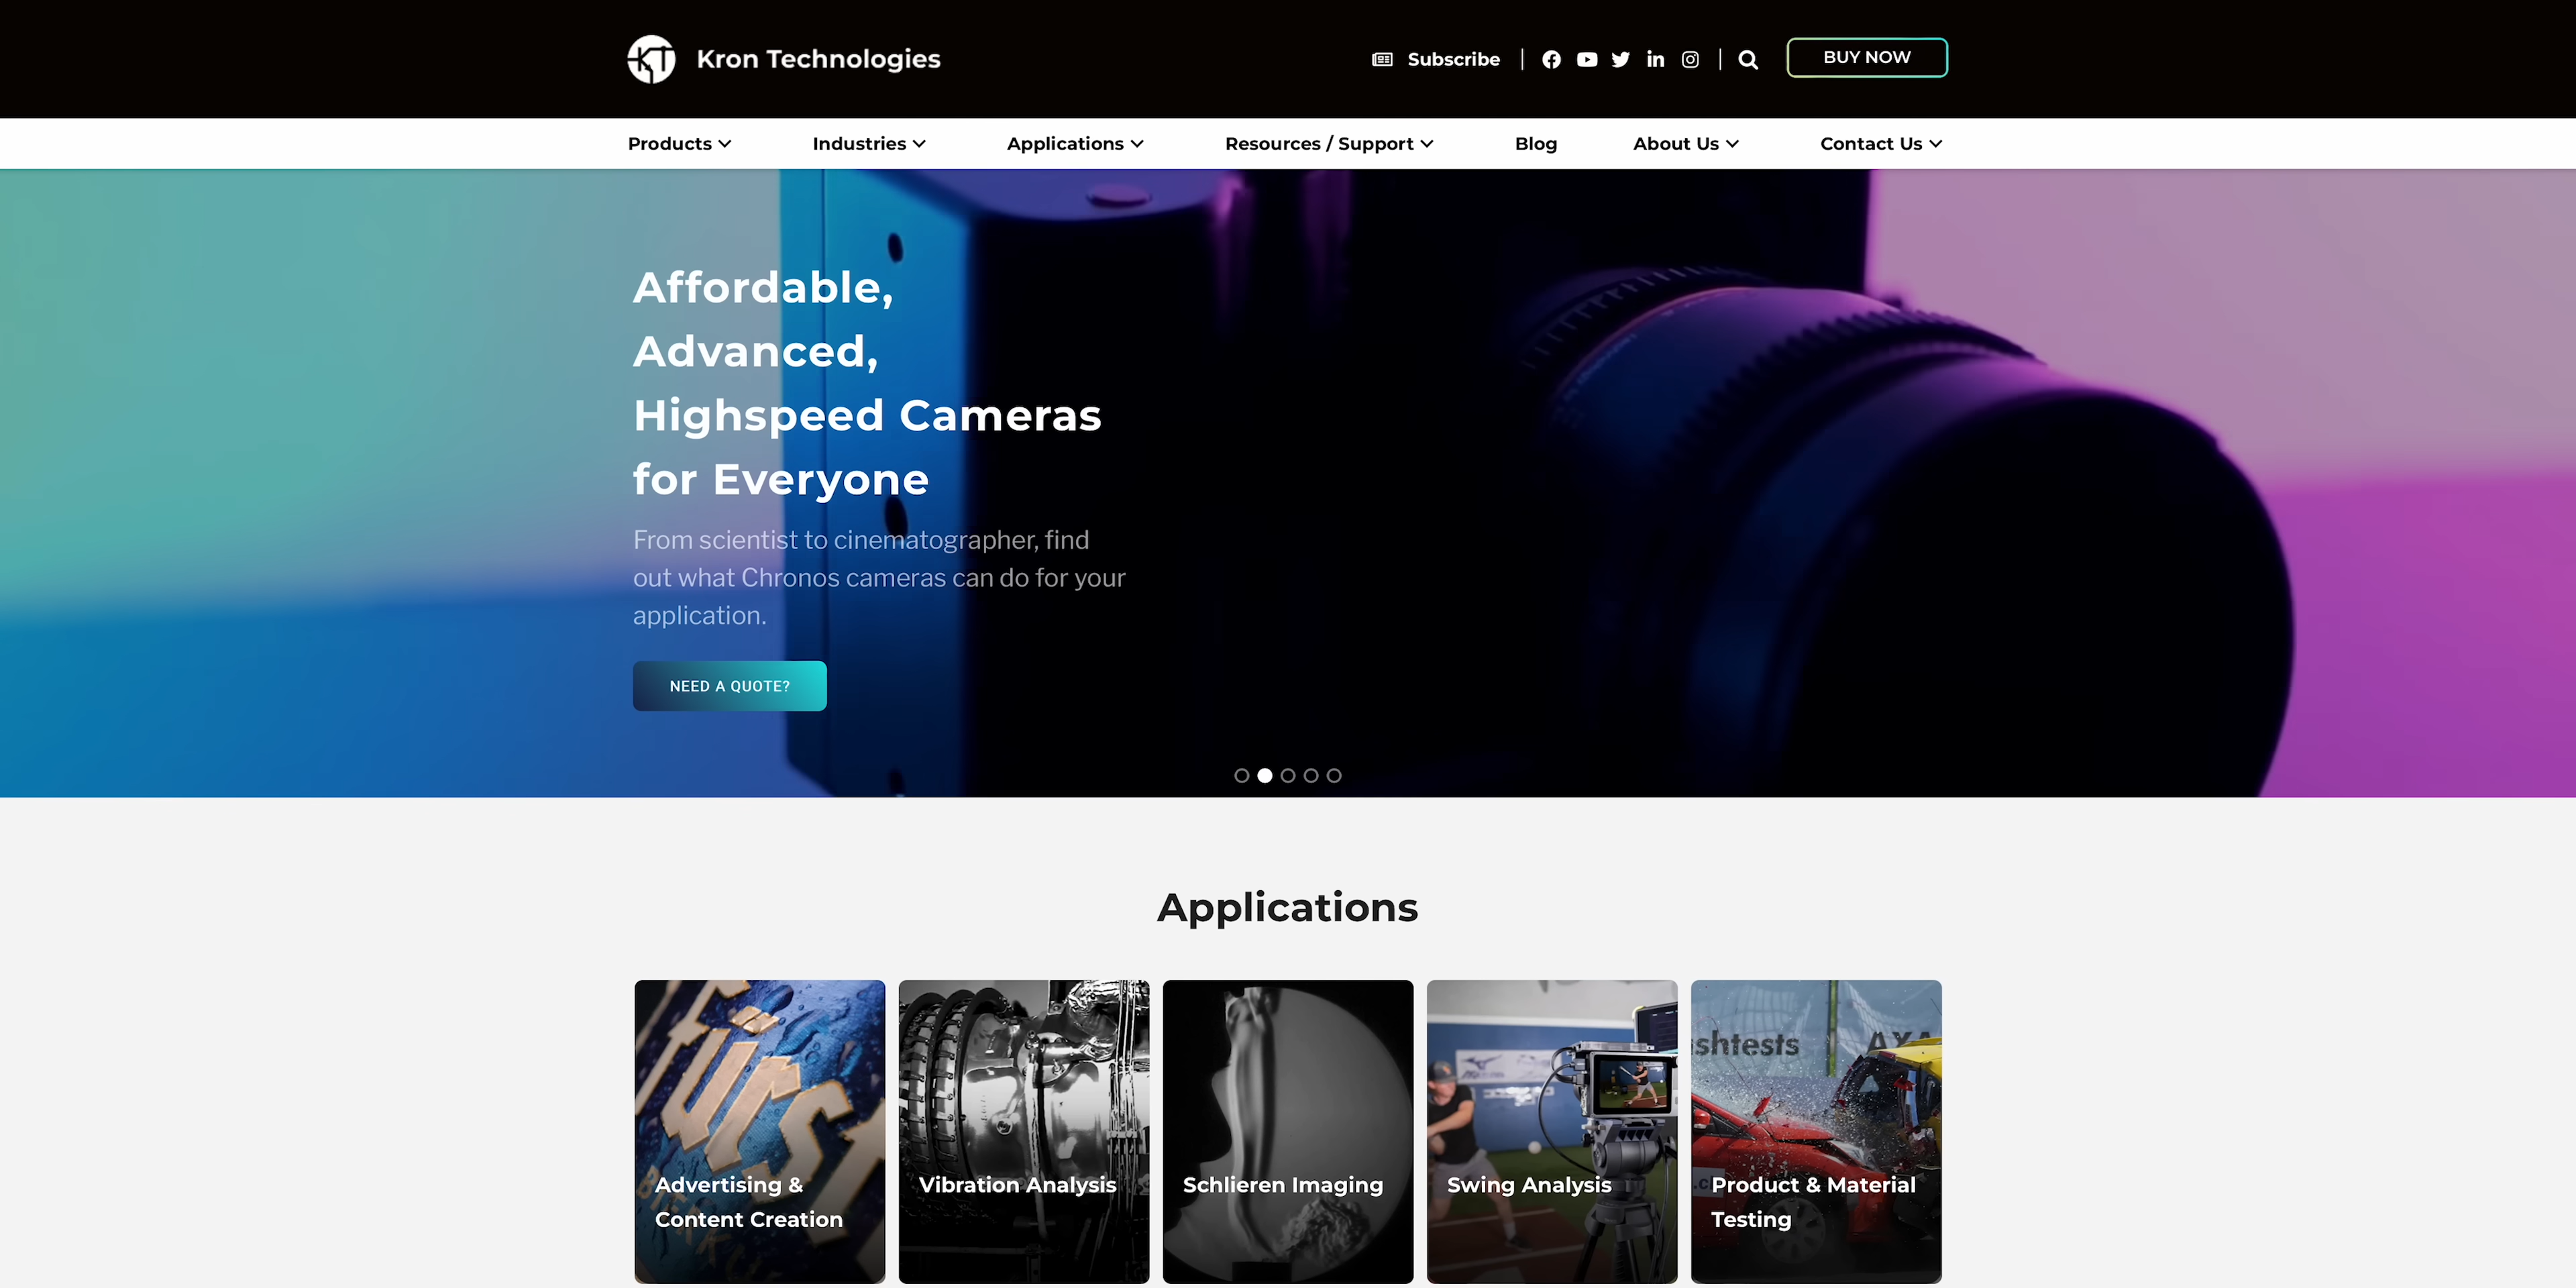 KT Kron Technologies
Subscribe
BUY NOW
Products
Industries
Applications
Resources / Support
Blog
About Us
Contact Us
Affordable,
Advanced,
Highspeed Cameras
for Everyone
From scientist to cinematographer, find
out what Chronos cameras can do for your
application.
NEED A QUOTE?
Applications
Advertising &
Content Creation
Vibration Analysis
Schlieren Imaging
Swing Analysis
shtests
Product & Material
Testing